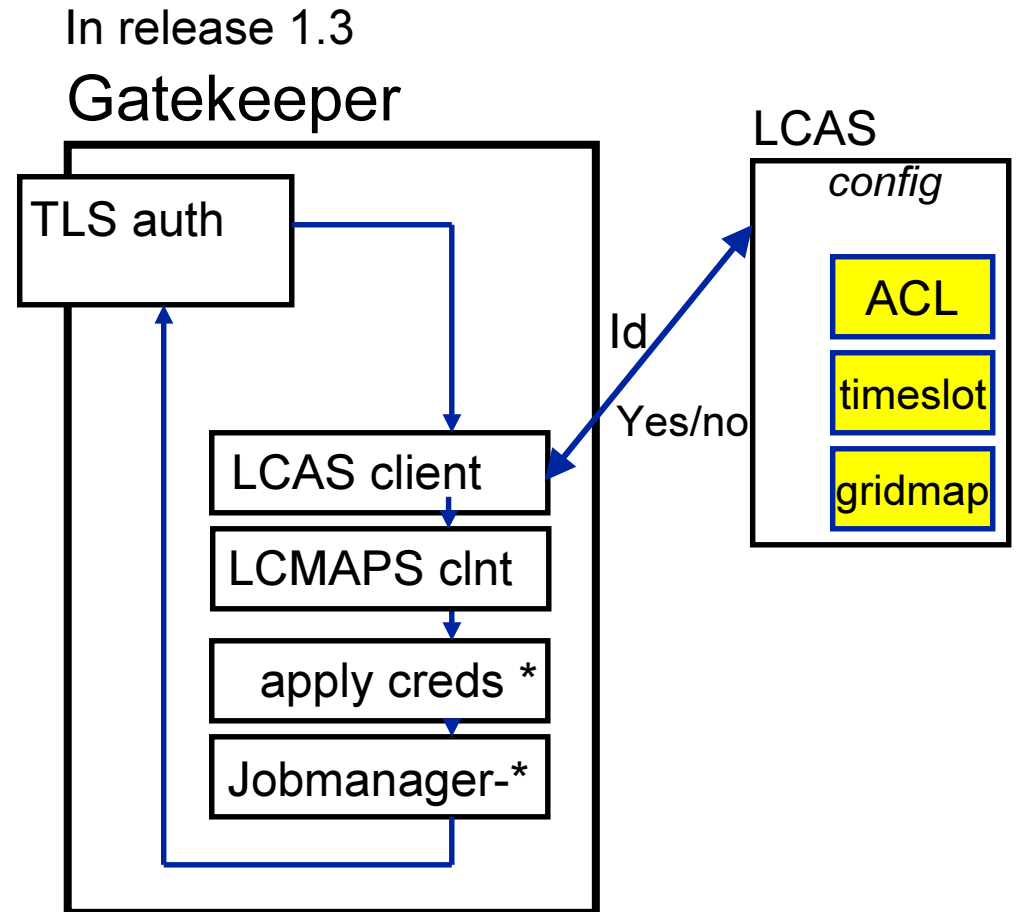 In release 1.3
Gatekeeper
TLS auth
LCAS client
LCMAPS clnt
apply creds *
Jobmanager-*
Id
Yes/no
LCAS
config
ACL
timeslot
gridmap